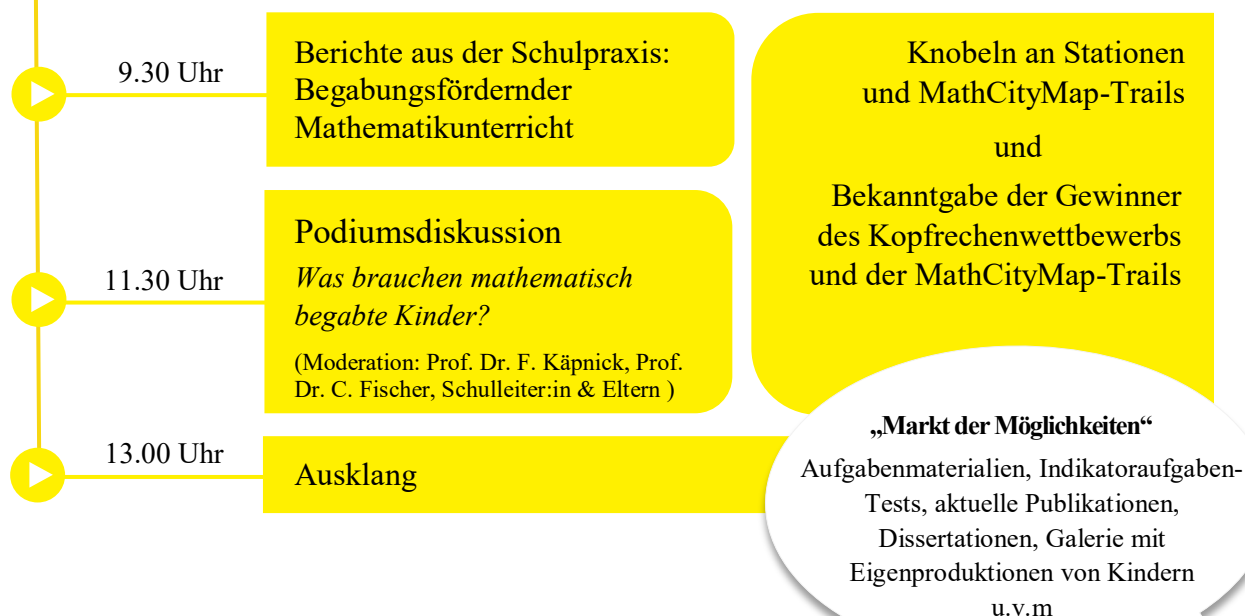 9.30 Uhr
Berichte aus der Schulpraxis:
Begabungsfördernder
Mathematikunterricht
11.30 Uhr
Podiumsdiskussion
Was brauchen mathematisch
begabte Kinder?
(Moderation: Prof. Dr. F. Käpnick, Prof.
Dr. C. Fischer, Schulleiter:in & Eltern )
13.00 Uhr
Ausklang
Knobeln an Stationen
und MathCityMap-Trails
und
Bekanntgabe der Gewinner
des Kopfrechenwettbewerbs
und der MathCityMap-Trails
„Markt der Möglichkeiten“
Aufgabenmaterialien, Indikatoraufgaben-
Tests, aktuelle Publikationen,
Dissertationen, Galerie mit
Eigenproduktionen von Kindern
u.v.m